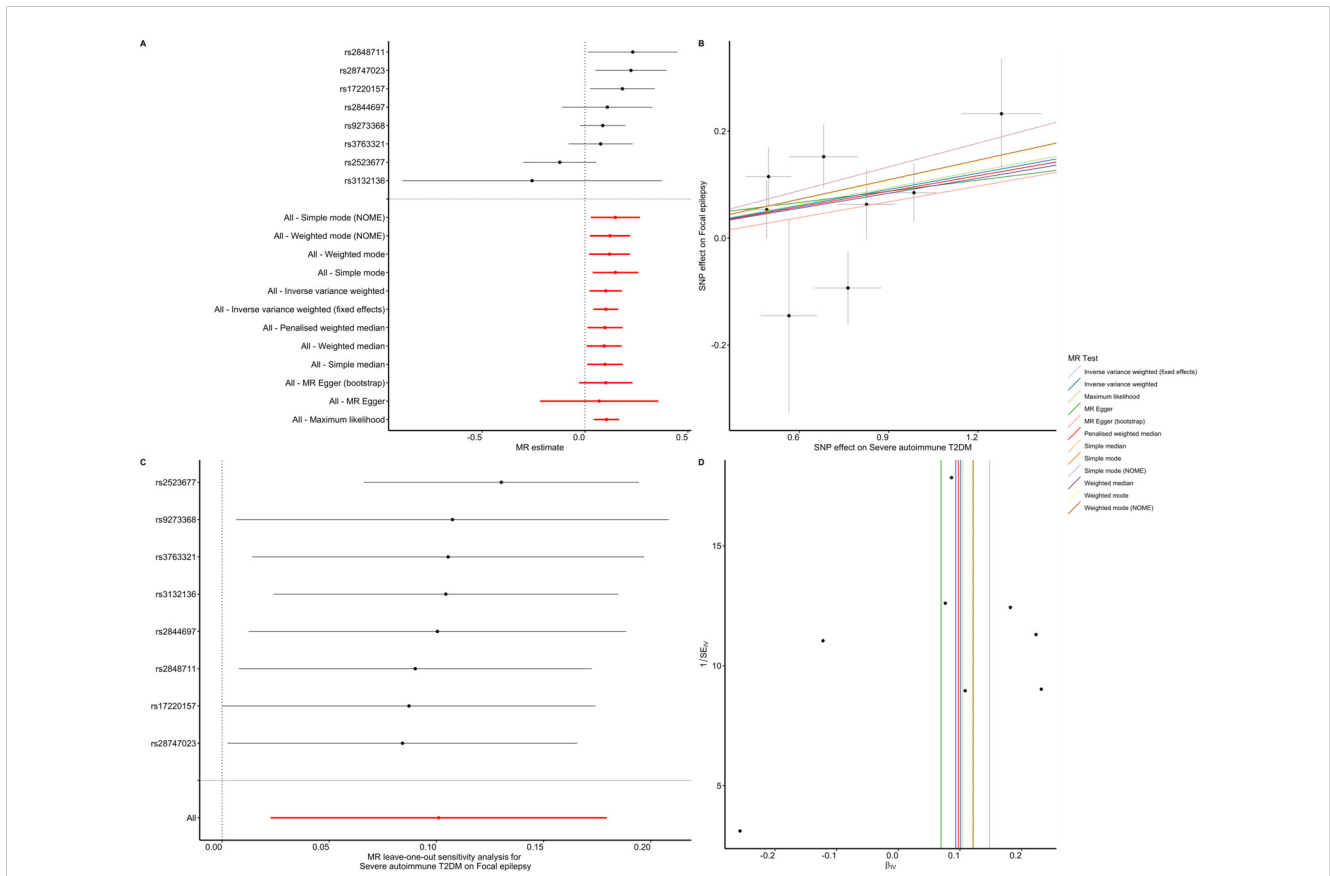 A
rs2848711
rs28747023
rs17220157
rs2844697
rs9273368
rs3763321
rs2523677
rs3132136
All - Simple mode (NOME)
All - Weighted mode (NOME)
All - Weighted mode
All - Simple mode
All - Inverse variance weighted
All - Inverse variance weighted (fixed effects)
All - Penalised weighted median
All - Weighted median
All - Simple median
All - MR Egger (bootstrap)
All - MR Egger
All - Maximum likelihood
-0.5 0.0 0.5
MR estimate
B
SNP effect on Focal epilepsy
0.2
0.0
-0.2
0.6 0.9 1.2
SNP effect on Severe autoimmune T2DM
MR Test
Inverse variance weighted (fixed effects)
Inverse variance weighted
Maximum likelihood
MR Egger
MR Egger (bootstrap)
Penalised weighted median
Simple median
Simple mode
Simple mode (NOME)
Weighted median
Weighted mode
Weighted mode (NOME)
C
rs2523677
rs9273368
rs3763321
rs3132136
rs2844697
rs2848711
rs17220157
rs28747023
All
0.00 0.05 0.10 0.15 0.20
MR leave-one-out sensitivity analysis for
Severe autoimmune T2DM on Focal epilepsy
D
1/SE_IV
15
10
5
-0.2 -0.1 0.0 0.1 0.2
β_IV